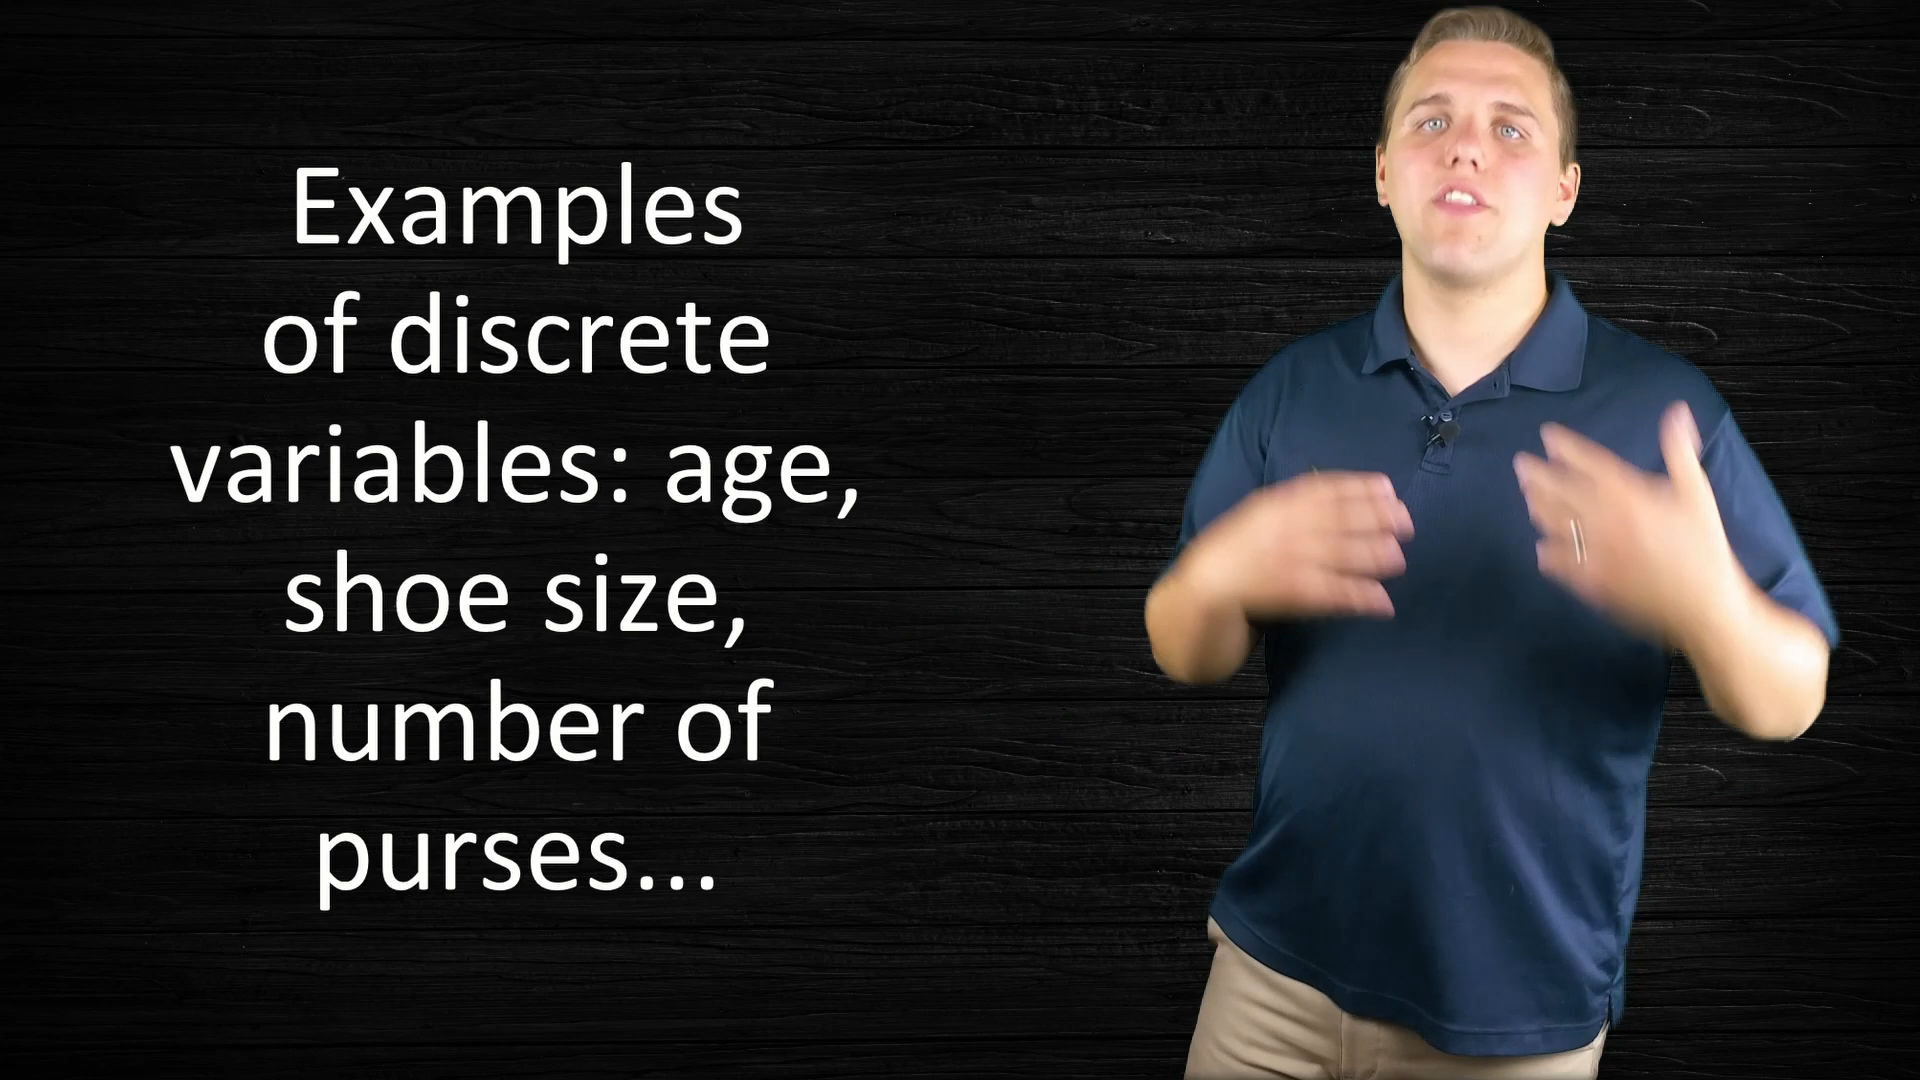 Examples
of discrete
variables: age,
shoe size,
number of
purses...